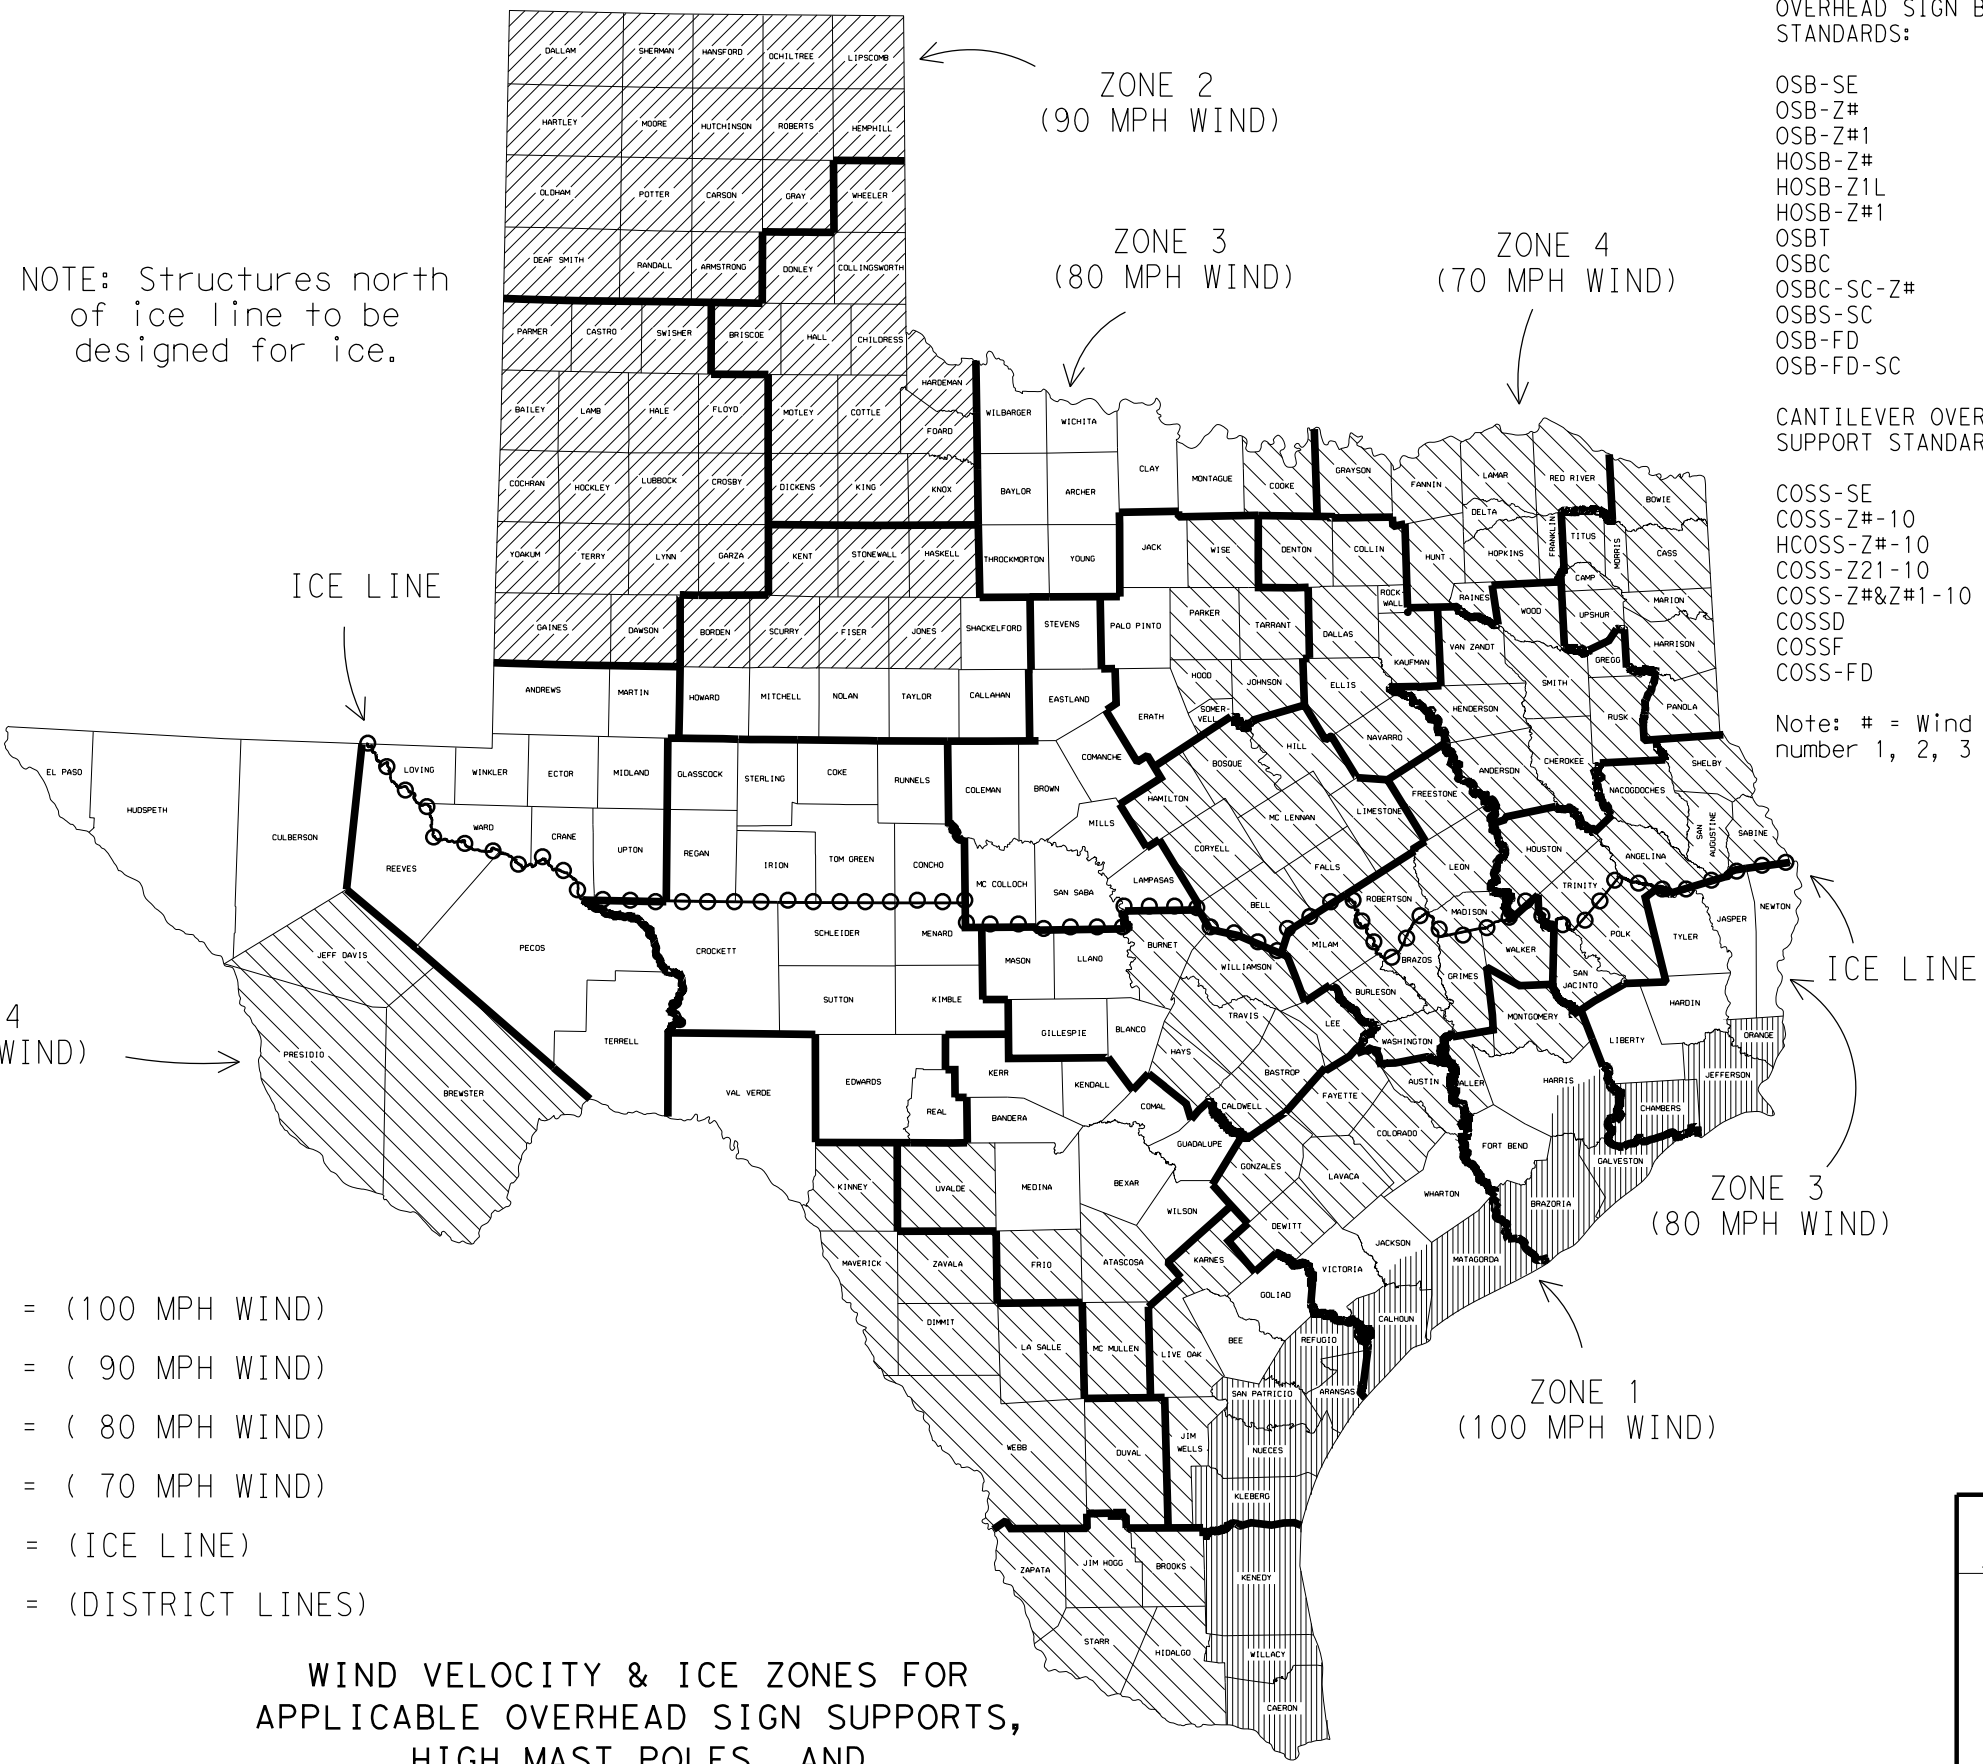 OVERHEAD SIGN B
STANDARDS:
OSB-SE
OSB-Z#
OSB-Z#1
HOSB-Z#
HOSB-Z1L
HOSB-Z#1
OSBT
OSBC
OSBC-SC-Z#
OSBS-SC
OSB-FD
OSB-FD-SC
CANTILEVER OVER
SUPPORT STANDAR
COSS-SE
COSS-Z#-10
HCOSS-Z#-10
COSS-Z21-10
COSS-Z#&Z#1-10
COSSD
COSSF
COSS-FD
Note: # = Wind
number 1, 2, 3
ZONE 2
(90 MPH WIND)
ZONE 3
(80 MPH WIND)
ZONE 4
(70 MPH WIND)
NOTE: Structures north
of ice line to be
designed for ice.
ICE LINE
DALLAM SHERMAN HANSFORD OCHILTREE LIPSCOMB
HARTLEY MOORE HUTCHINSON ROBERTS HEMPHILL
OLDHAM POTTER CARSON GRAY WHEELER
DEAF SMITH RANDALL ARMSTRONG DONLEY COLLINGSWORTH
PARMER CASTRO SWISHER BRISCOE HALL CHILDRESS
HARDEMAN
BAILEY LAMB HALE FLOYD MOTLEY COTTLE
FOARD
WILBARGER WICHITA
CLAY MONTAGUE COOKE GRAYSON FANNIN LAMAR RED RIVER BOWIE
DELTA
COCHRAN HOCKLEY LUBBOCK CROSBY DICKENS KING KNOX BAYLOR ARCHER
YOAKUM TERRY LYNN GARZA KENT STONEWALL HASKELL THROCKMORTON YOUNG JACK WISE DENTON COLLIN HUNT HOPKINS FRANKLIN TITUS MORRIS CASS
CAMP
ROCK-
WALL
RAINES WOOD UPSHUR MARION
GAINES DAWSON BORDEN SCURRY FISER JONES SHACKELFORD STEVENS PALO PINTO PARKER TARRANT DALLAS KAUFMAN VAN ZANDT GREGG HARRISON
ANDREWS MARTIN HOWARD MITCHELL NOLAN TAYLOR CALLAHAN EASTLAND ERATH HOOD JOHNSON ELLIS HENDERSON SMITH RUSK PANOLA
SOMER-
VELL
EL PASO HUDSPETH CULBERSON LOVING WINKLER ECTOR MIDLAND GLASSCOCK STERLING COKE RUNNELS COLEMAN BROWN COMANCHE BOSQUE HILL NAVARRO ANDERSON CHEROKEE NACOGDOCHES SHELBY
REEVES WARD CRANE UPTON REGAN IRION TOM GREEN CONCHO MILLS HAMILTON MC LENNAN LIMESTONE FREESTONE
SAN
AUGUSTINE
SABINE
MC COLLOCH SAN SABA LAMPASAS CORYELL FALLS LEON HOUSTON ANGELINA
BELL ROBERTSON MADISON TRINITY
JASPER NEWTON
JEFF DAVIS PECOS CROCKETT SCHLEIDER MENARD MASON LLANO BURNET WILLIAMSON MILAM BRAZOS WALKER POLK TYLER
ICE LINE
SUTTON KIMBLE BURLESON GRIMES
SAN
JACINTO
HARDIN
4
WIND)
PRESIDIO BREWSTER TERRELL GILLESPIE BLANCO TRAVIS LEE WASHINGTON MONTGOMERY LIBERTY ORANGE
VAL VERDE EDWARDS KERR KENDALL HAYS BASTROP AUSTIN ALLER HARRIS JEFFERSON
REAL BANDERA COMAL CALDWELL FAYETTE CHAMBERS
GUADALUPE COLORADO FORT BEND GALVESTON
KINNEY UVALDE MEDINA BEXAR GONZALES LAVACA WHARTON BRAZORIA
ZONE 3
(80 MPH WIND)
WILSON DEWITT JACKSON MATAGORDA
MAVERICK ZAVALA FRIO ATASCOSA KARNES VICTORIA
GOLIAD CALHOUN
DIMMIT LA SALLE MC MULLEN LIVE OAK BEE REFUGIO
SAN PATRICIO ARANSAS
ZONE 1
(100 MPH WIND)
WEBB DUVAL
JIM
WELLS
NUECES
KLEBERG
ZAPATA JIM HOGG BROOKS KENEDY
STARR HIDALGO WILLACY
CAERON
= (100 MPH WIND)
= ( 90 MPH WIND)
= ( 80 MPH WIND)
= ( 70 MPH WIND)
= (ICE LINE)
= (DISTRICT LINES)
WIND VELOCITY & ICE ZONES FOR
APPLICABLE OVERHEAD SIGN SUPPORTS,
HIGH MAST POLES, AND